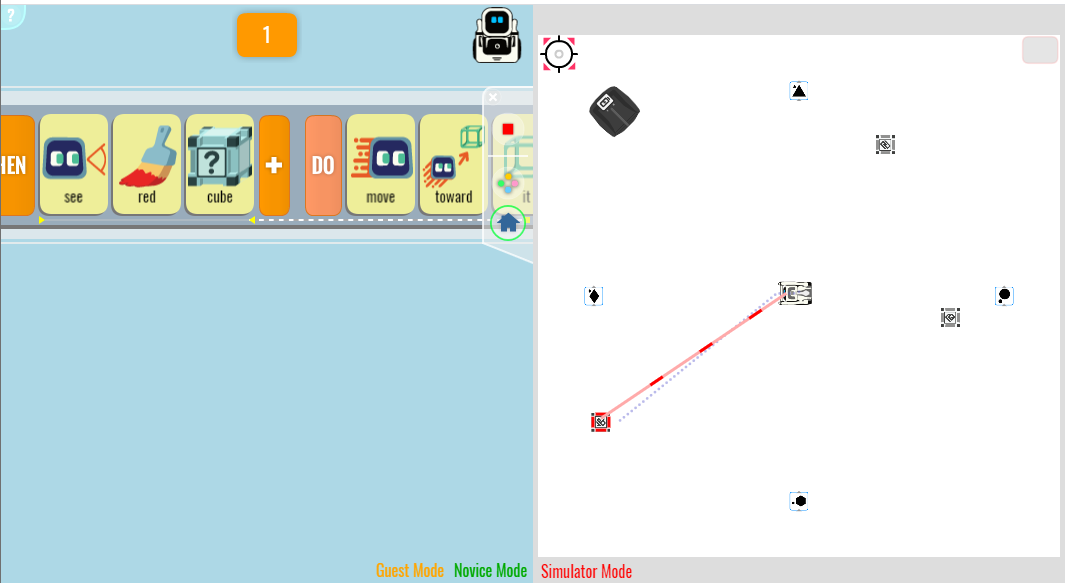 ?
1
HEN
see
red
?
cube
+
DO
move
toward
it
Guest Mode
Novice Mode
Simulator Mode